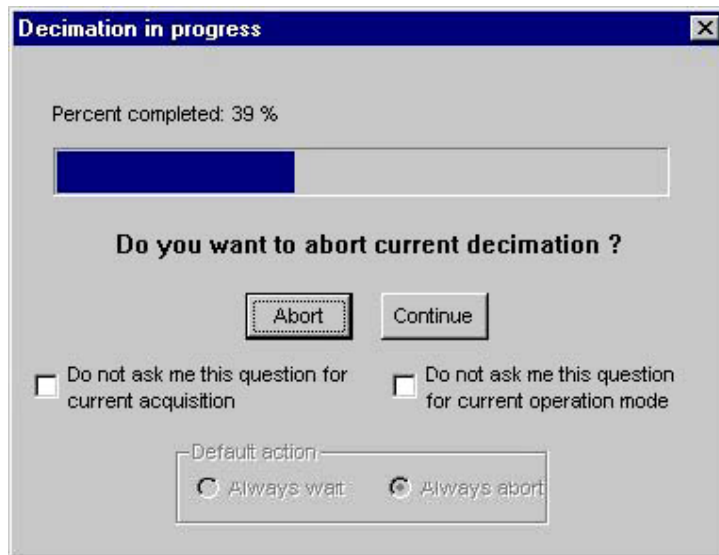 Decimation in progress
Percent completed: 39 %
Do you want to abort current decimation ?
Abort
Continue
Do not ask me this question for
current acquisition
Do not ask me this question
for current operation mode
Default action
Always wait
Always abort